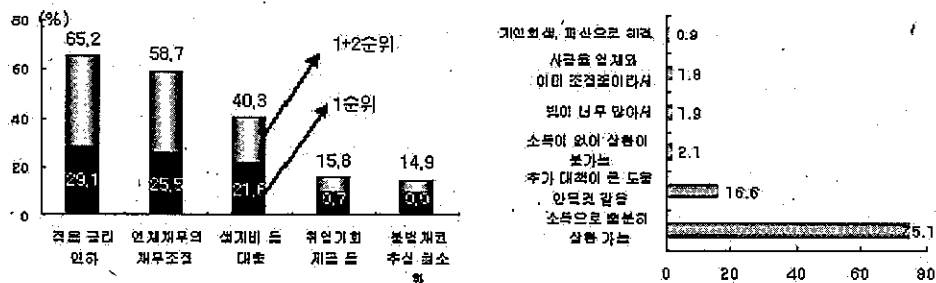 80 (%)
60
40
20
0
65,2
58,7
40,3
15,8
14,9
29,1
25,5
21,6
9,7
9,9
1+2순위
1순위
적용 금리
인하
연체채무의
채무조정
생계비 등
대출
취업기회
제공 등
불법 채권
추심 최소
화
개인회생, 파산으로 해결
0.9
사금융 연체와
이미 조정중이라서
1.8
빚이 너무 많아서
1.9
소득이 없어 상환이
불가능
2.1
추가 대책이 큰 도움
안될것 같음
16.6
소득으로 충분히
상환 가능
75.1
0 20 40 60 80